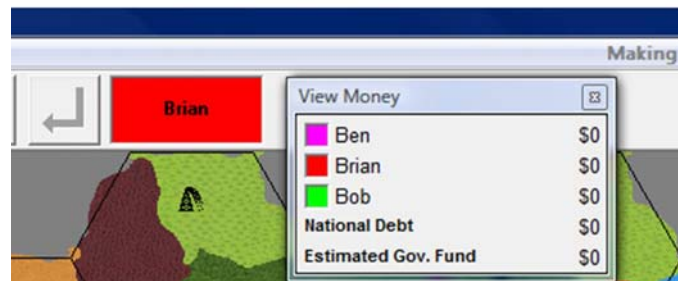 Making
Brian
View Money
Ben $0
Brian $0
Bob $0
National Debt $0
Estimated Gov. Fund $0